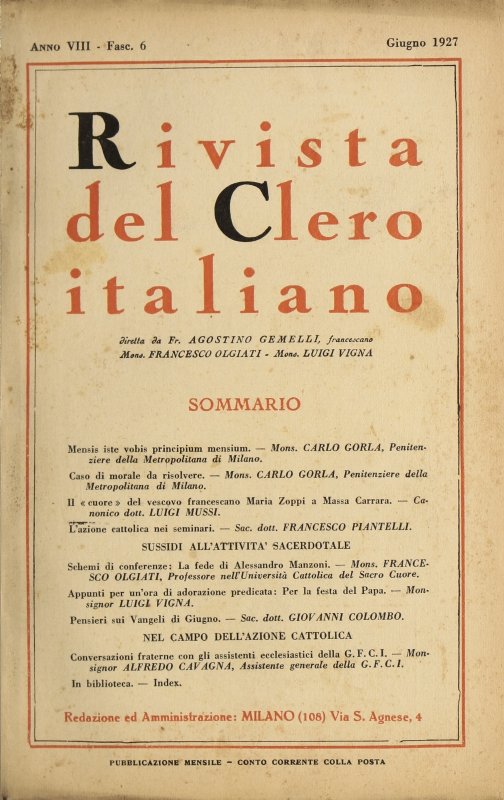 ANNO VIII - Fasc. 6
Giugno 1927
Rivista
del Clero
italiano
diretta da Fr. AGOSTINO GEMELLI, francescano
Mons. FRANCESCO OLGIATI - Mons. LUIGI VIGNA
SOMMARIO
Mensis iste vobis principium mensium. — Mons. CARLO GORLA, Peniten-
ziere della Metropolitana di Milano.
Caso di morale da risolvere. — Mons. CARLO GORLA, Penitenziere della
Metropolitana di Milano.
Il «cuore» del vescovo francescano Maria Zoppi a Massa Carrara. — Ca-
nonico dott. LUIGI MUSSI.
L'azione cattolica nei seminari. — Sac. dott. FRANCESCO PIANTELLI.
SUSSIDI ALL'ATTIVITA' SACERDOTALE
Schemi di conferenze: La fede di Alessandro Manzoni. — Mons. FRANCE-
SCO OLGIATI, Professore nell'Università Cattolica del Sacro Cuore.
Appunti per un'ora di adorazione predicata: Per la festa del Papa. — Mon-
signor LUIGI VIGNA.
Pensieri sui Vangeli di Giugno. — Sac. dott. GIOVANNI COLOMBO.
NEL CAMPO DELL'AZIONE CATTOLICA
Conversazioni fraterne con gli assistenti ecclesiastici della G.F.C.I. — Mon-
signor ALFREDO CAVAGNA, Assistente generale della G.F.C.I.
In biblioteca. — Index.
Redazione ed Amministrazione: MILANO (108) Via S. Agnese, 4
PUBBLICAZIONE MENSILE - CONTO CORRENTE COLLA POSTA